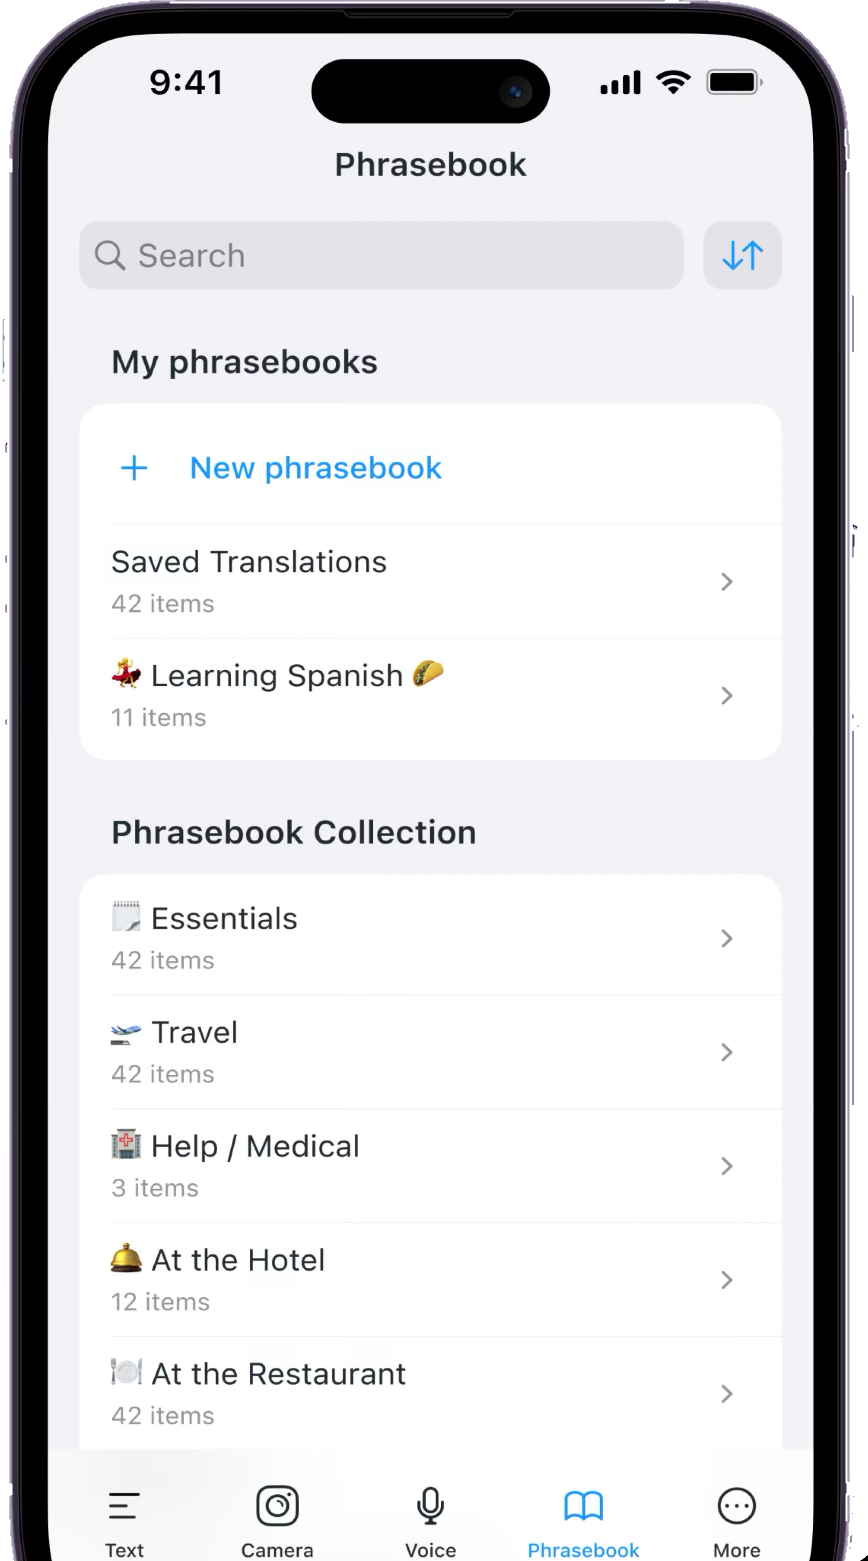 9:41
Phrasebook
Search
My phrasebooks
+ New phrasebook
Saved Translations
42 items
💃 Learning Spanish 🌮
11 items
Phrasebook Collection
🗒️ Essentials
42 items
🛫 Travel
42 items
🏥 Help / Medical
3 items
🛎️ At the Hotel
12 items
🍽️ At the Restaurant
42 items
Text Camera Voice Phrasebook More